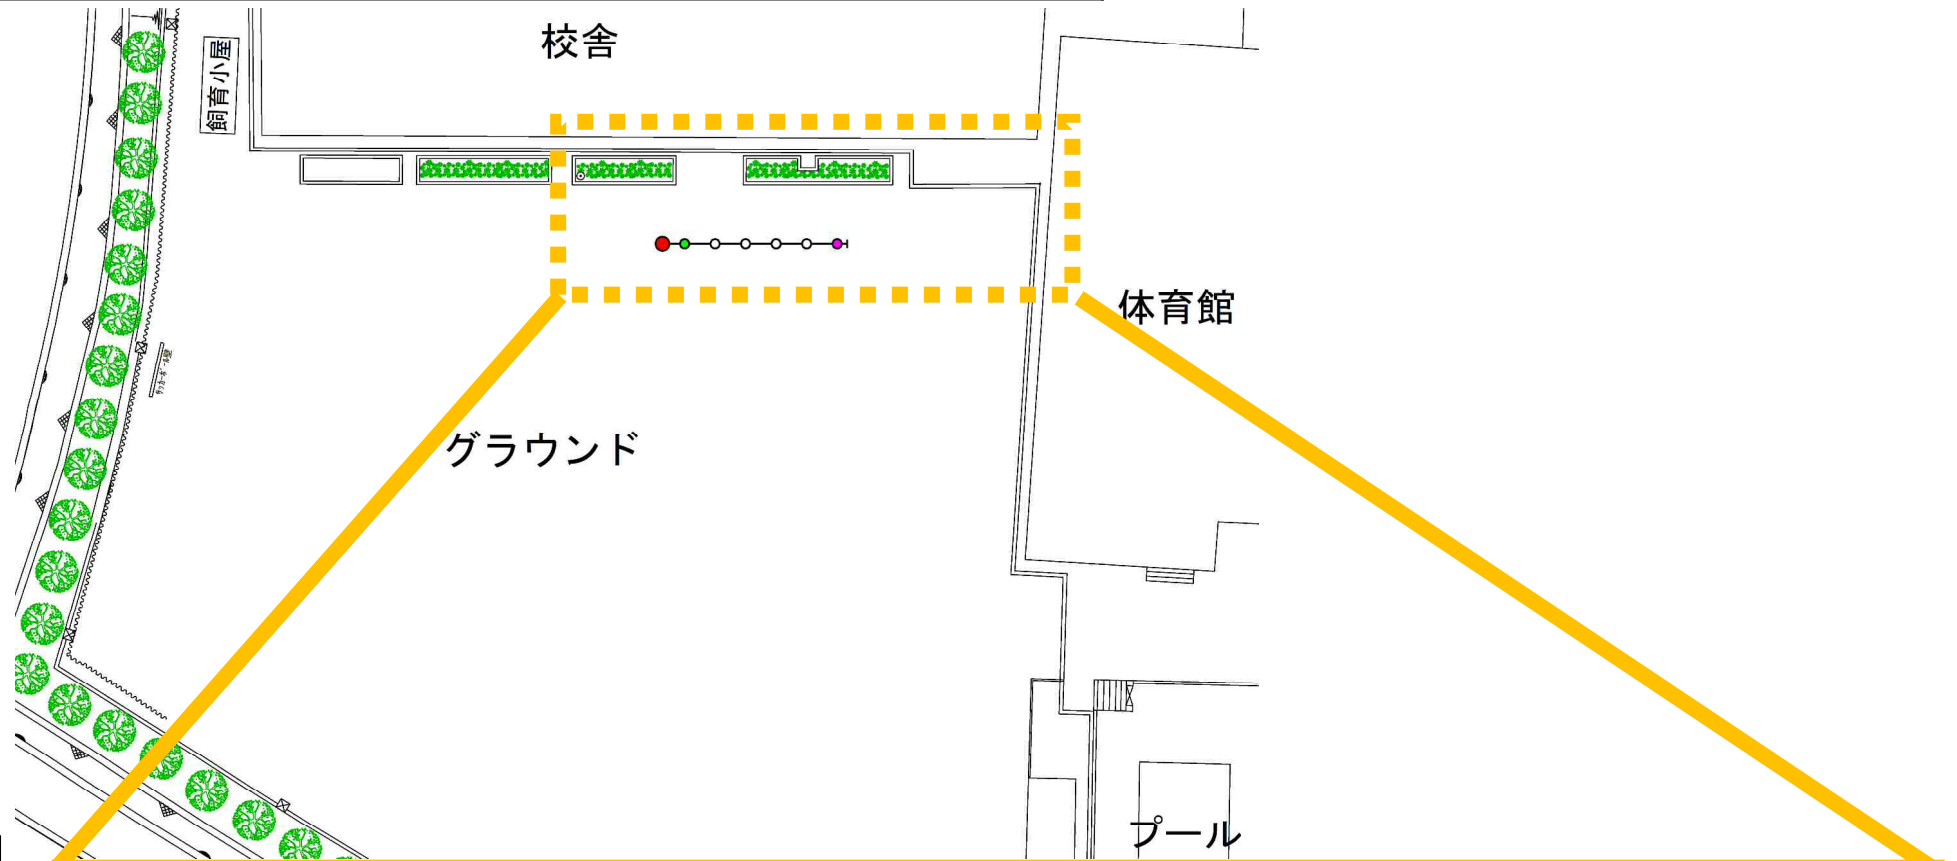 校舎
飼育小屋
体育館
グラウンド
プール